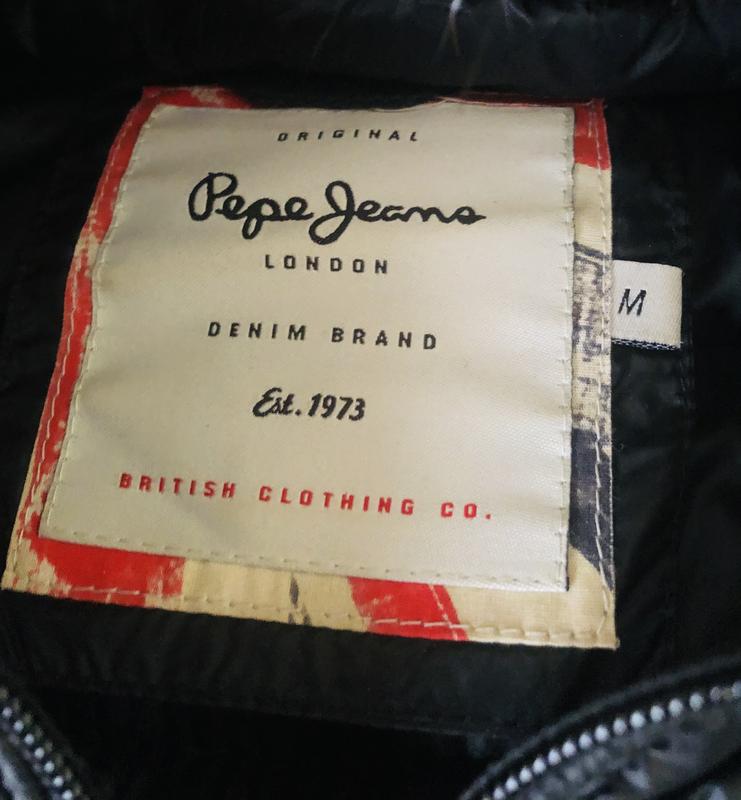 ORIGINAL
Pepe Jeans
LONDON
DENIM BRAND
Est. 1973
BRITISH CLOTHING CO.
M